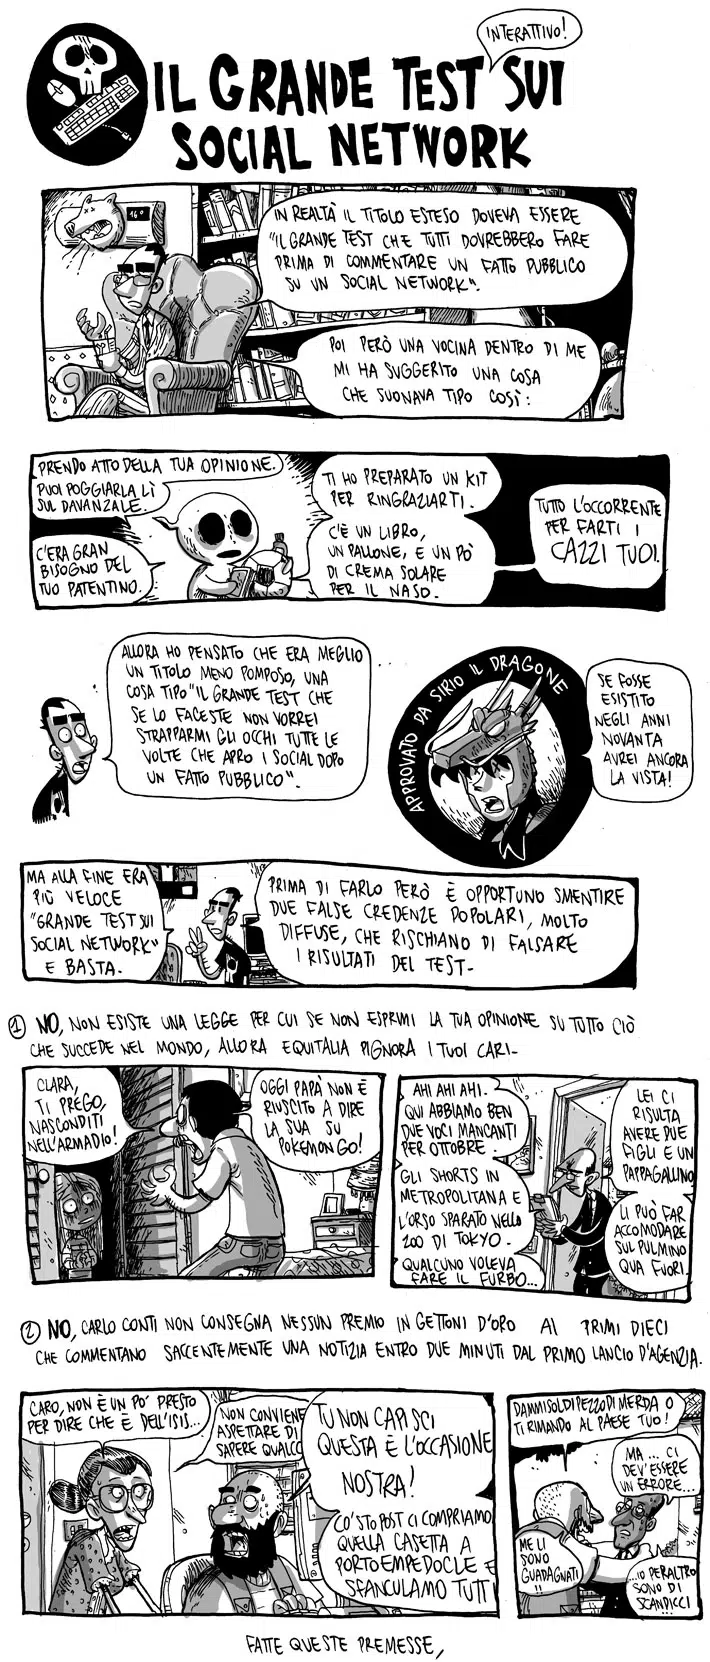 INTERATTIVO!
IL GRANDE TEST SUI
SOCIAL NETWORK
16°
IN REALTÀ IL TITOLO ESTESO DOVEVA ESSERE
"IL GRANDE TEST CHE TUTTI DOVREBBERO FARE
PRIMA DI COMMENTARE UN FATTO PUBBLICO
SU UN SOCIAL NETWORK".
POI PERÒ UNA VOCINA DENTRO DI ME
MI HA SUGGERITO UNA COSA
CHE SUONAVA TIPO COSÌ:
PRENDO ATTO DELLA TUA OPINIONE.
PUOI POGGIARLA LÌ
SUL DAVANZALE.
C'ERA GRAN
BISOGNO DEL
TUO PATENTINO.
TI HO PREPARATO UN KIT
PER RINGRAZIARTI.
C'È UN LIBRO,
UN PALLONE, E UN PÒ
DI CREMA SOLARE
PER IL NASO.
TUTTO L'OCCORRENTE
PER FARTI I
CAZZI TUOI.
ALLORA HO PENSATO CHE ERA MEGLIO
UN TITOLO MENO POMPOSO, UNA
COSA TIPO "IL GRANDE TEST CHE
SE LO FACESTE NON VORREI
STRAPPARMI GLI OCCHI TUTTE LE
VOLTE CHE APRO I SOCIAL DOPO
UN FATTO PUBBLICO".
APPROVATO DA SIRIO IL DRAGONE
SE FOSSE
ESISTITO
NEGLI ANNI
NOVANTA
AVREI ANCORA
LA VISTA!
MA ALLA FINE ERA
PIÙ VELOCE
"GRANDE TEST SUI
SOCIAL NETWORK"
E BASTA.
PRIMA DI FARLO PERÒ È OPPORTUNO SMENTIRE
DUE FALSE CREDENZE POPOLARI, MOLTO
DIFFUSE, CHE RISCHIANO DI FALSARE
I RISULTATI DEL TEST-
1) NO, NON ESISTE UNA LEGGE PER CUI SE NON ESPRIMI LA TUA OPINIONE SU TUTTO CIÒ
CHE SUCCEDE NEL MONDO, ALLORA EQUITALIA PIGNORA I TUOI CARI-
CLARA,
TI PREGO,
NASCONDITI
NELL'ARMADIO!
OGGI PAPÀ NON È
RIUSCITO A DIRE
LA SUA SU
POKEMON GO!
AHI AHI AHI.
QUI ABBIAMO BEN
DUE VOCI MANCANTI
PER OTTOBRE.
GLI SHORTS IN
METROPOLITANA E
L'ORSO SPARATO NELLO
ZOO DI TOKYO.
QUALCUNO VOLEVA
FARE IL FURBO...
LEI CI
RISULTA
AVERE DUE
FIGLI E UN
PAPPAGALLINO
LI PUÒ FAR
ACCOMODARE
SUL PULMINO
QUA FUORI.
2) NO, CARLO CONTI NON CONSEGNA NESSUN PREMIO IN GETTONI D'ORO AI PRIMI DIECI
CHE COMMENTANO SACCENTEMENTE UNA NOTIZIA ENTRO DUE MINUTI DAL PRIMO LANCIO D'AGENZIA.
CARO, NON È UN PO' PRESTO
PER DIRE CHE È DELL'ISIS...
NON CONVIENE
ASPETTARE DI
SAPERE QUALCO
TU NON CAPISCI
QUESTA È L'OCCASIONE
NOSTRA!
CO' STO POST CI COMPRIAMO
QUELLA CASETTA A
PORTO EMPEDOCLE E
SFANCULAMO TUTTI
DAMMISOLDIPEZZODIMERDA O
TI RIMANDO AL PAESE TUO!
MA... CI
DEV'ESSERE
UN ERRORE...
ME LI
SONO
GUADAGNATI
!!
...IO PERALTRO
SONO DI
SCANDICCI
FATTE QUESTE PREMESSE,